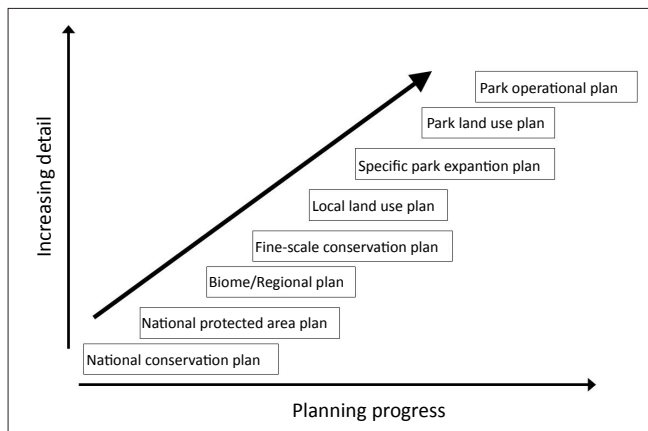 Increasing detail
Park operational plan
Park land use plan
Specific park expantion plan
Local land use plan
Fine-scale conservation plan
Biome/Regional plan
National protected area plan
National conservation plan
Planning progress